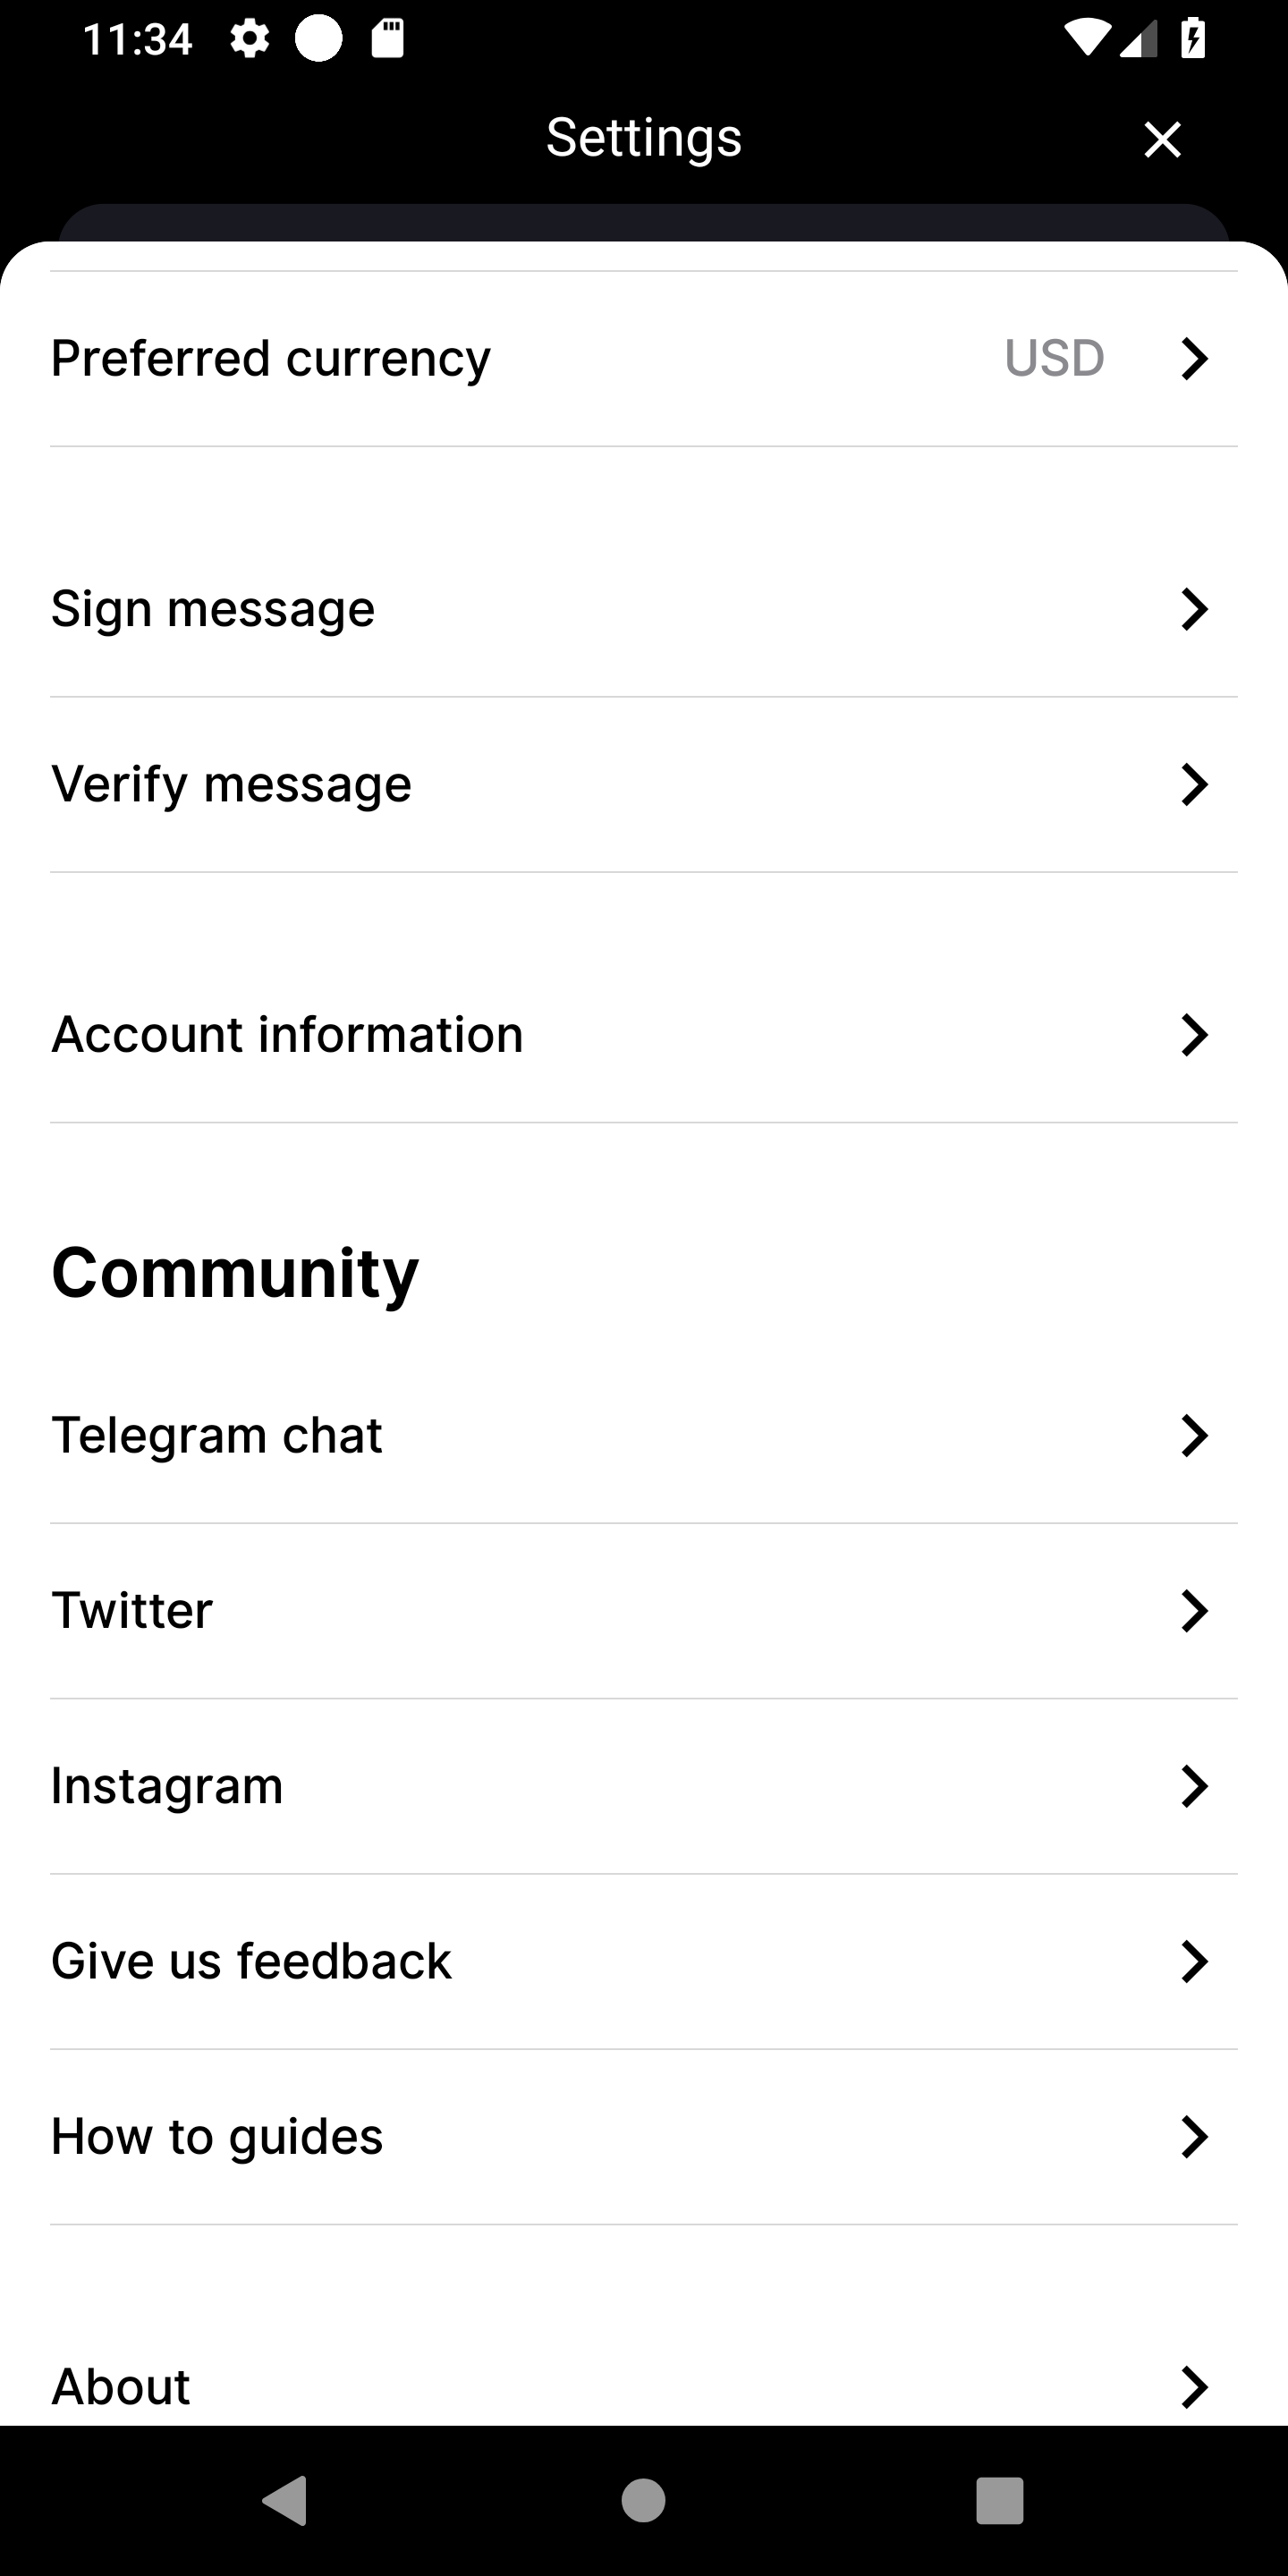 11:34
Settings
Preferred currency USD
Sign message
Verify message
Account information
Community
Telegram chat
Twitter
Instagram
Give us feedback
How to guides
About